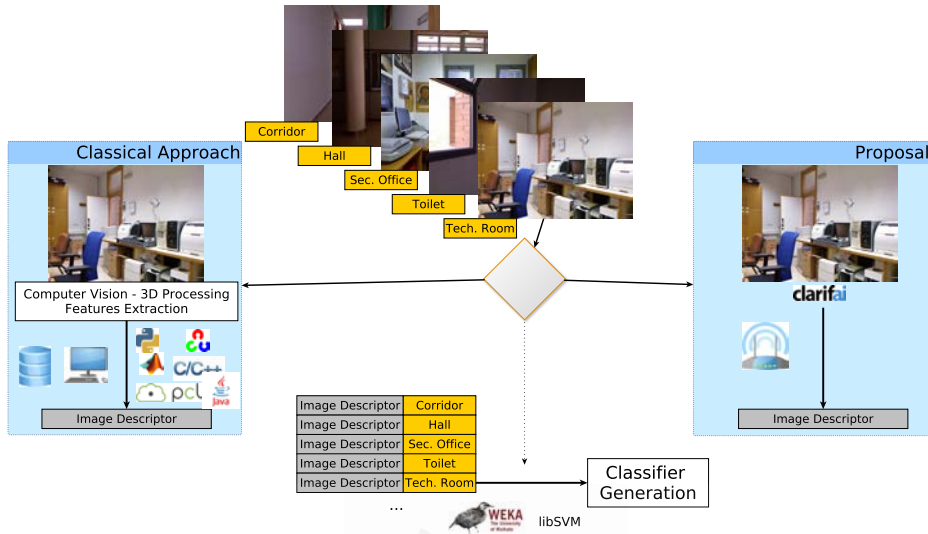 Corridor
Hall
Sec. Office
Toilet
Tech. Room
Classical Approach
Computer Vision - 3D Processing
Features Extraction
C/C++
pcl
Java
Image Descriptor
Proposal
clarifai
Image Descriptor
Image Descriptor Corridor
Image Descriptor Hall
Image Descriptor Sec. Office
Image Descriptor Toilet
Image Descriptor Tech. Room
...
Classifier
Generation
WEKA
The University
of Waikato
libSVM